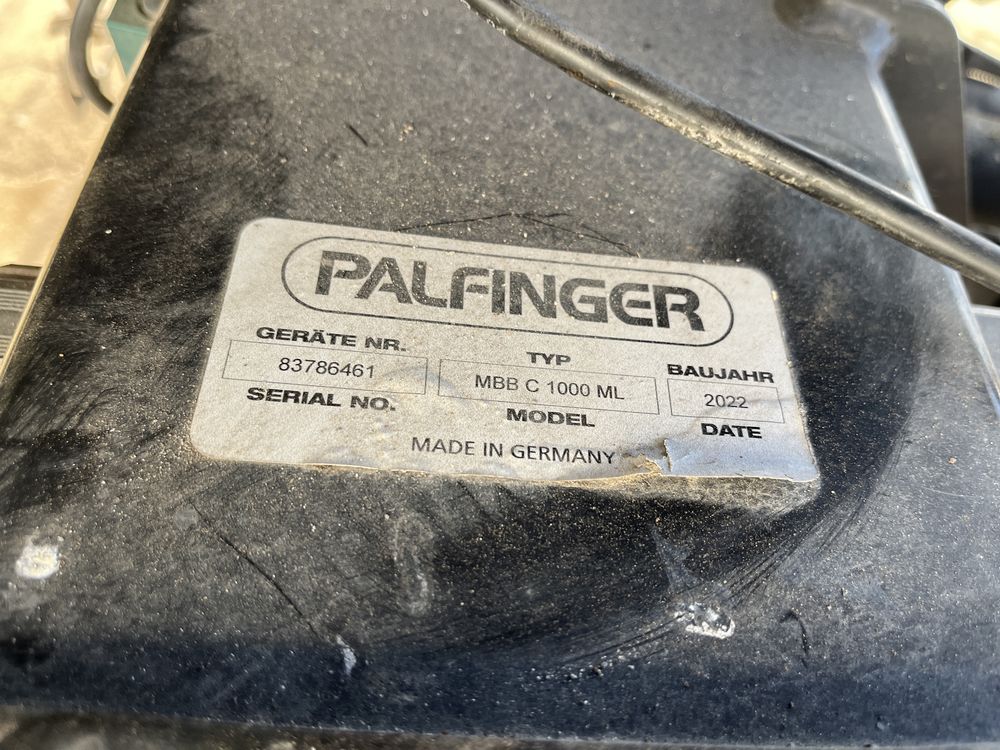 PALFINGER
GERÄTE NR. TYP BAUJAHR
83786461 MBB C 1000 ML 2022
SERIAL NO. MODEL DATE
MADE IN GERMANY